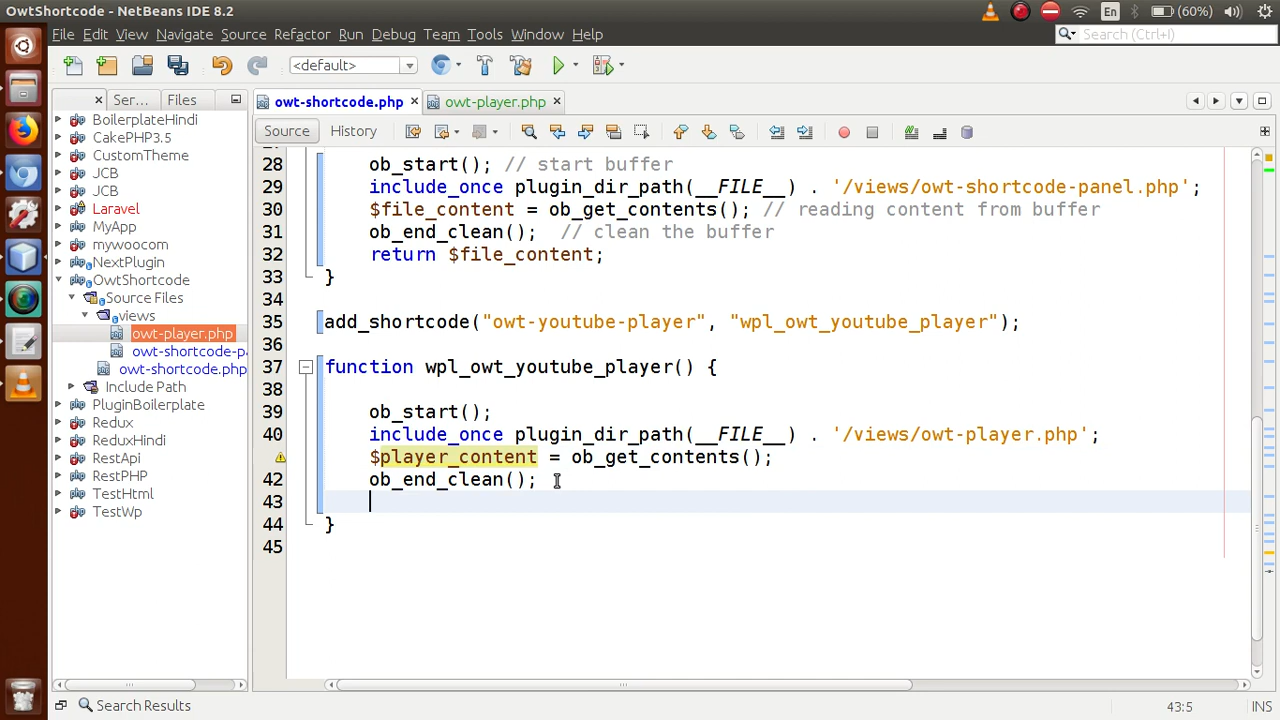 OwtShortcode - NetBeans IDE 8.2
En
(60%)
File Edit View Navigate Source Refactor Run Debug Team Tools Window Help
Search (Ctrl+I)
<default>
Ser...
Files
owt-shortcode.php
owt-player.php
Source
History
BoilerplateHindi
CakePHP3.5
CustomTheme
JCB
JCB
Laravel
MyApp
mywoocom
NextPlugin
OwtShortcode
Source Files
views
owt-player.php
owt-shortcode-p
owt-shortcode.php
Include Path
PluginBoilerplate
Redux
ReduxHindi
RestApi
RestPHP
TestHtml
TestWp
28 ob_start(); // start buffer
29 include_once plugin_dir_path(__FILE__) . '/views/owt-shortcode-panel.php';
30 $file_content = ob_get_contents(); // reading content from buffer
31 ob_end_clean(); // clean the buffer
32 return $file_content;
33 }
34
35 add_shortcode("owt-youtube-player", "wpl_owt_youtube_player");
36
37 function wpl_owt_youtube_player() {
38
39 ob_start();
40 include_once plugin_dir_path(__FILE__) . '/views/owt-player.php';
$player_content = ob_get_contents();
42 ob_end_clean();
43
44 }
45
Search Results
43:5
INS